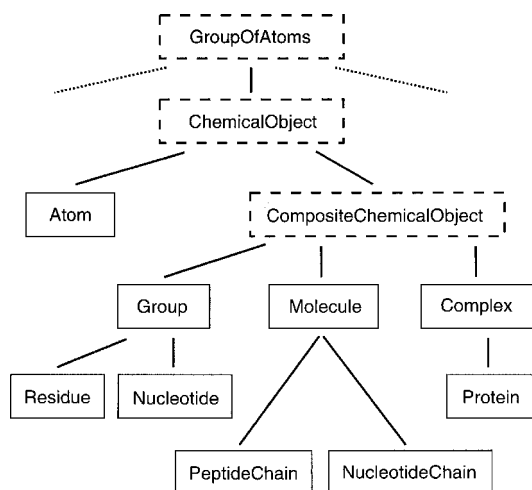 GroupOfAtoms
ChemicalObject
Atom
CompositeChemicalObject
Group
Molecule
Complex
Residue
Nucleotide
Protein
PeptideChain
NucleotideChain